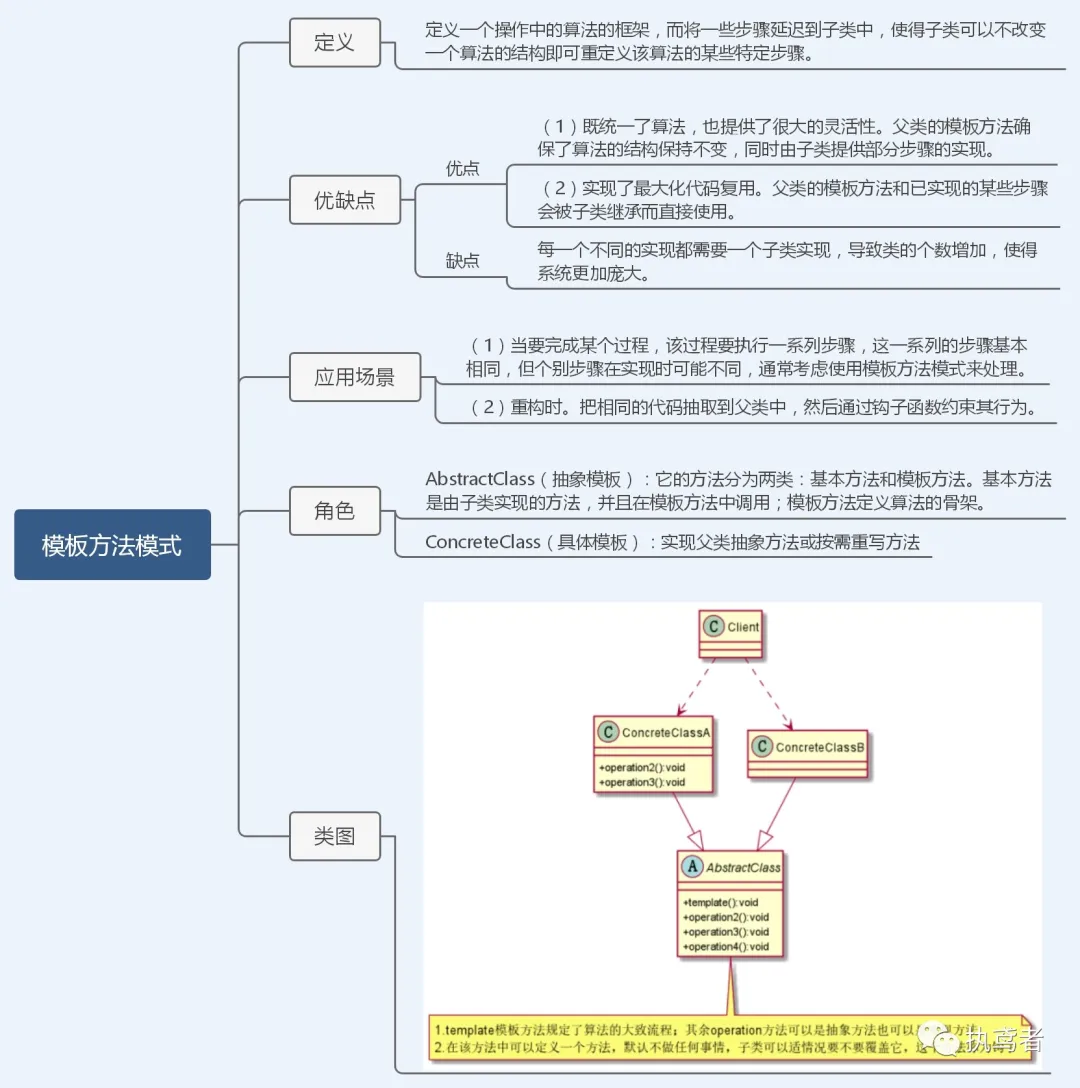 定义
定义一个操作中的算法的框架，而将一些步骤延迟到子类中，使得子类可以不改变
一个算法的结构即可重定义该算法的某些特定步骤。
优缺点
优点
（1）既统一了算法，也提供了很大的灵活性。父类的模板方法确
保了算法的结构保持不变，同时由子类提供部分步骤的实现。
（2）实现了最大化代码复用。父类的模板方法和已实现的某些步骤
会被子类继承而直接使用。
缺点
每一个不同的实现都需要一个子类实现，导致类的个数增加，使得
系统更加庞大。
应用场景
（1）当要完成某个过程，该过程要执行一系列步骤，这一系列的步骤基本
相同，但个别步骤在实现时可能不同，通常考虑使用模板方法模式来处理。
（2）重构时。把相同的代码抽取到父类中，然后通过钩子函数约束其行为。
角色
AbstractClass（抽象模板）：它的方法分为两类：基本方法和模板方法。基本方法
是由子类实现的方法，并且在模板方法中调用；模板方法定义算法的骨架。
ConcreteClass（具体模板）：实现父类抽象方法或按需重写方法
模板方法模式
类图
C Client
C ConcreteClassA
+operation2():void
+operation3():void
C ConcreteClassB
A AbstractClass
+template():void
+operation2():void
+operation3():void
+operation4():void
1.template模板方法规定了算法的大致流程；其余operation方法可以是抽象方法也可以是
方法
2.在该方法中可以定义一个方法，默认不做任何事情，子类可以适情况要不要覆盖它，
执鸢者